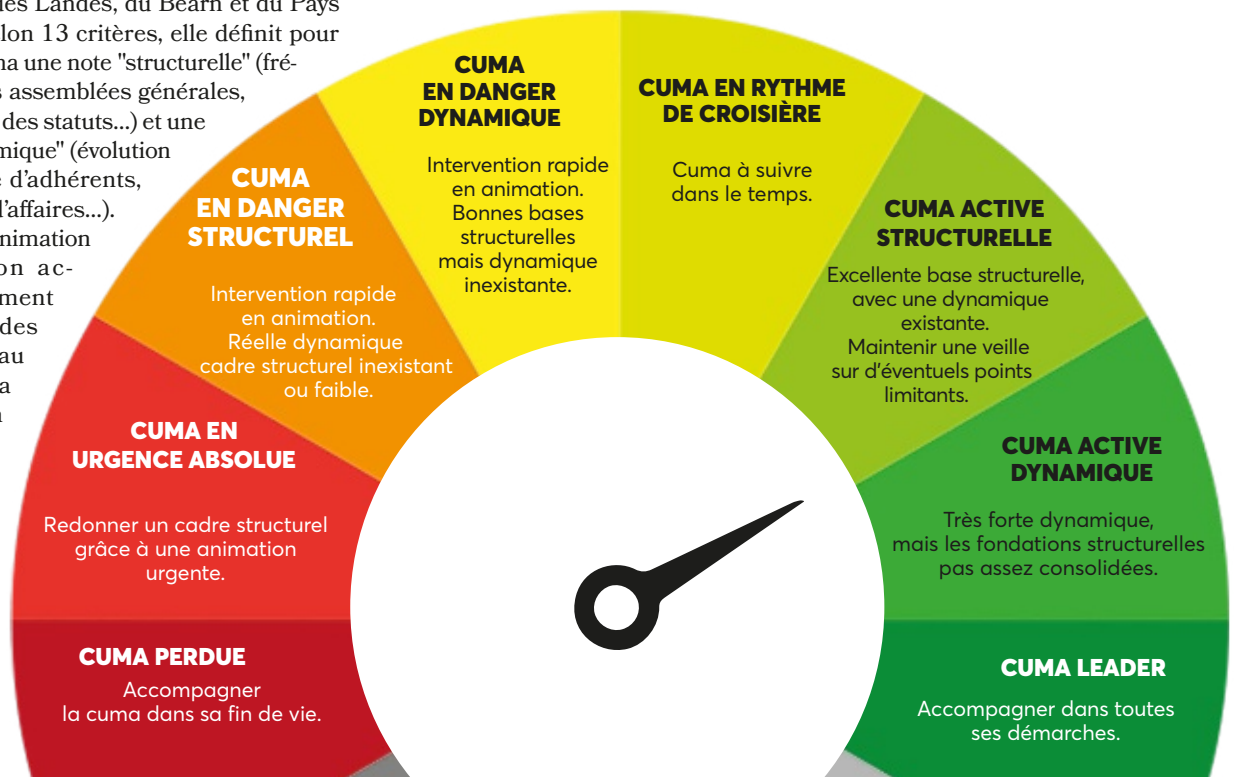 des Landes, du Béarn et du Pays
lon 13 critères, elle définit pour
une note "structurelle" (fré-
assemblées générales,
des statuts...) et une
mique" (évolution
d'adhérents,
d'affaires...).
nimation
on ac-
ment
des
au
a
CUMA
EN DANGER
DYNAMIQUE
Intervention rapide
en animation.
Bonnes bases
structurelles
mais dynamique
inexistante.
CUMA EN RYTHME
DE CROISIÈRE
Cuma à suivre
dans le temps.
CUMA
EN DANGER
STRUCTUREL
Intervention rapide
en animation.
Réelle dynamique
cadre structurel inexistant
ou faible.
CUMA ACTIVE
STRUCTURELLE
Excellente base structurelle,
avec une dynamique
existante.
Maintenir une veille
sur d'éventuels points
limitants.
CUMA EN
URGENCE ABSOLUE
Redonner un cadre structurel
grâce à une animation
urgente.
CUMA ACTIVE
DYNAMIQUE
Très forte dynamique,
mais les fondations structurelles
pas assez consolidées.
CUMA PERDUE
Accompagner
la cuma dans sa fin de vie.
CUMA LEADER
Accompagner dans toutes
ses démarches.